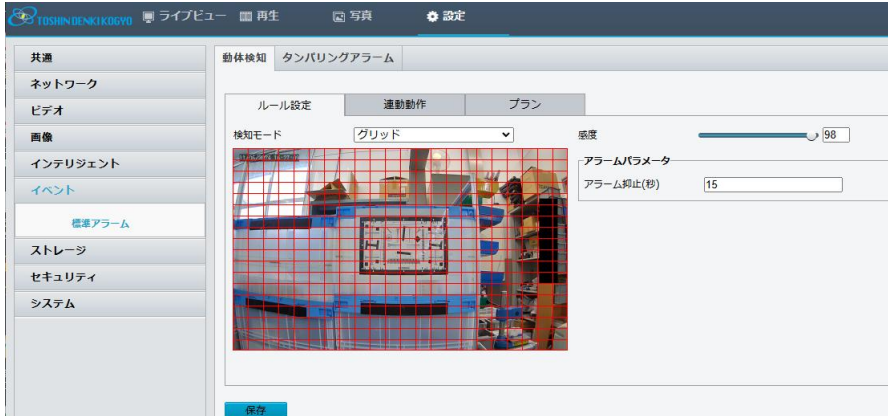 TOSHIN DENKI KOGYO ライブビュー 再生 写真 設定
共通
ネットワーク
ビデオ
画像
インテリジェント
イベント
標準アラーム
ストレージ
セキュリティ
システム
動体検知 タンパリングアラーム
ルール設定 連動動作 プラン
検知モード グリッド 感度 98
アラームパラメータ
アラーム抑止(秒) 15
保存